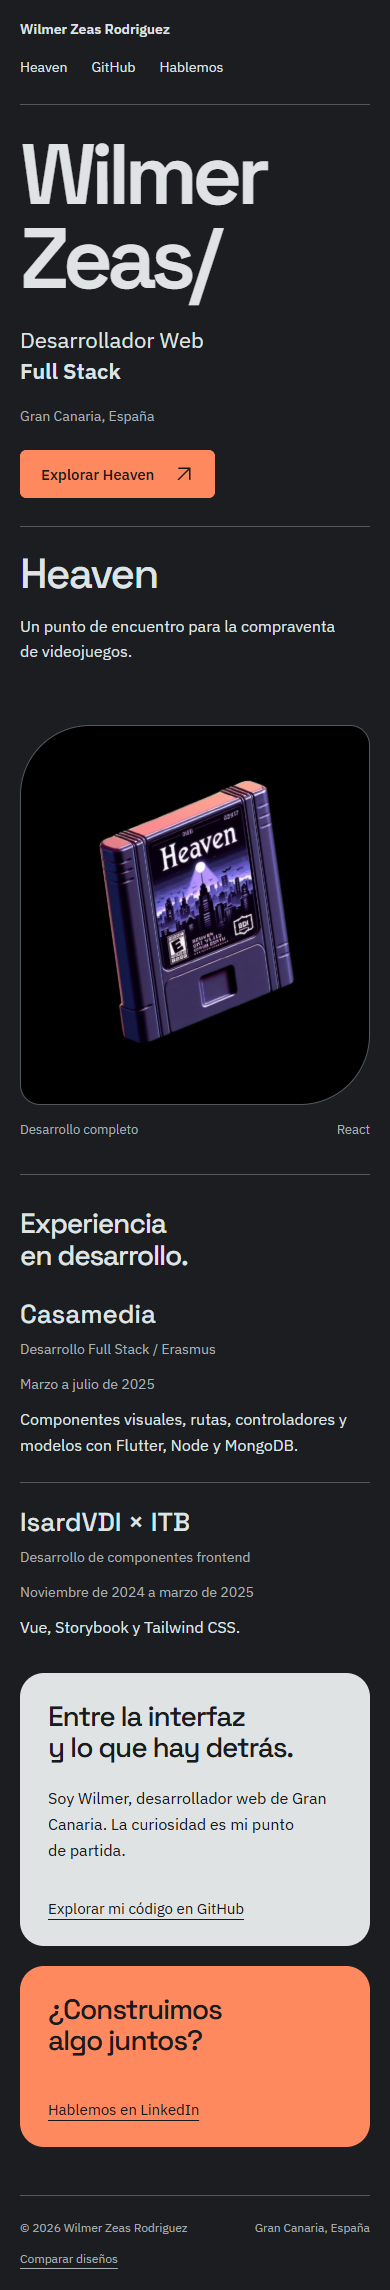 Wilmer Zeas Rodriguez
Heaven GitHub Hablemos
Wilmer
Zeas/
Desarrollador Web
Full Stack
Gran Canaria, España
Explorar Heaven
Heaven
Un punto de encuentro para la compraventa
de videojuegos.
Heaven
E
Desarrollo completo React
Experiencia
en desarrollo.
Casamedia
Desarrollo Full Stack / Erasmus
Marzo a julio de 2025
Componentes visuales, rutas, controladores y
modelos con Flutter, Node y MongoDB.
IsardVDI × ITB
Desarrollo de componentes frontend
Noviembre de 2024 a marzo de 2025
Vue, Storybook y Tailwind CSS.
Entre la interfaz
y lo que hay detrás.
Soy Wilmer, desarrollador web de Gran
Canaria. La curiosidad es mi punto
de partida.
Explorar mi código en GitHub
¿Construimos
algo juntos?
Hablemos en LinkedIn
© 2026 Wilmer Zeas Rodriguez Gran Canaria, España
Comparar diseños